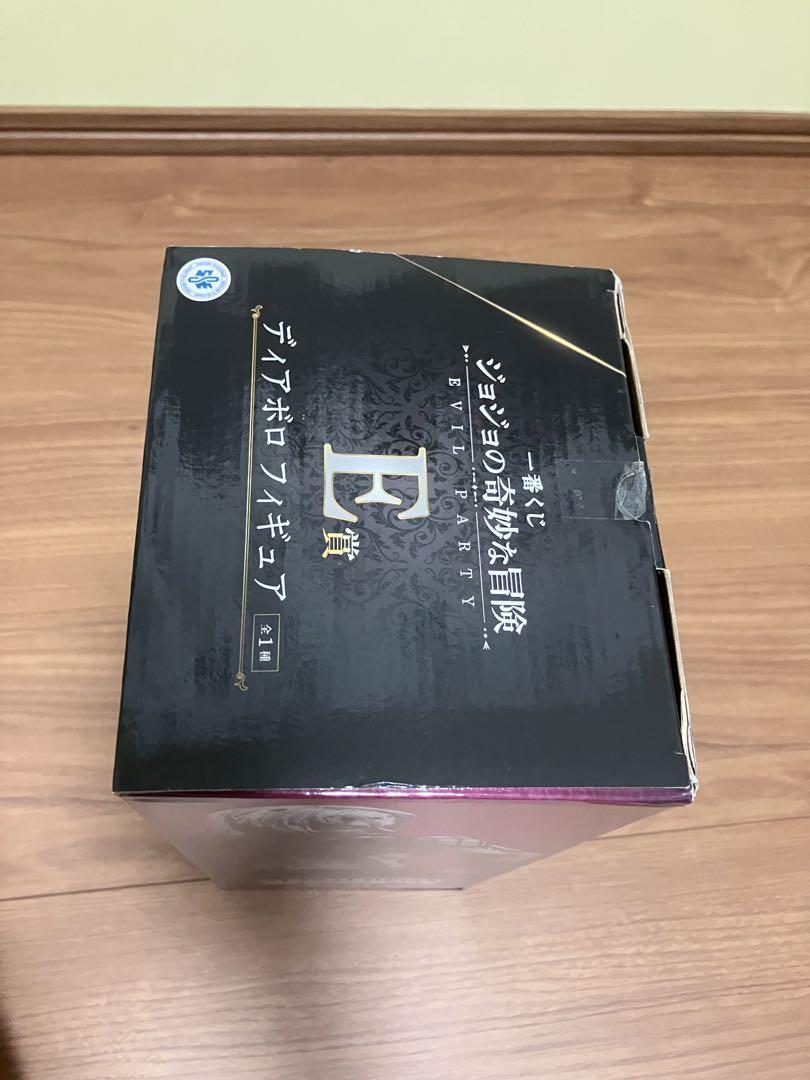 一番くじ
ジョジョの奇妙な冒険
EVIL PARTY
E賞
ディアボロ フィギュア
全1種